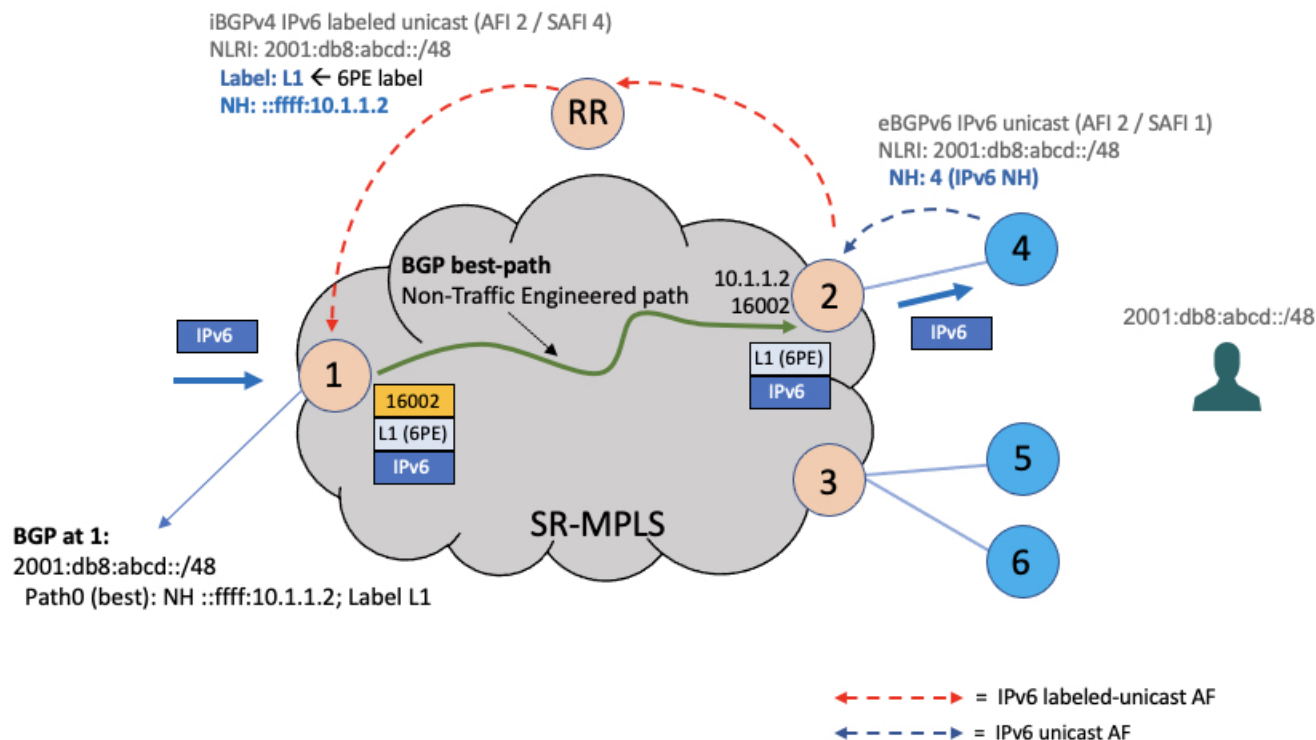 iBGPv4 IPv6 labeled unicast (AFI 2 / SAFI 4)
NLRI: 2001:db8:abcd::/48
Label: L1 ← 6PE label
NH: ::ffff:10.1.1.2
RR
eBGPv6 IPv6 unicast (AFI 2 / SAFI 1)
NLRI: 2001:db8:abcd::/48
NH: 4 (IPv6 NH)
4
BGP best-path
Non-Traffic Engineered path
10.1.1.2
16002
2
IPv6
IPv6
2001:db8:abcd::/48
1
16002
L1 (6PE)
IPv6
L1 (6PE)
IPv6
3
5
6
SR-MPLS
BGP at 1:
2001:db8:abcd::/48
Path0 (best): NH ::ffff:10.1.1.2; Label L1
= IPv6 labeled-unicast AF
= IPv6 unicast AF